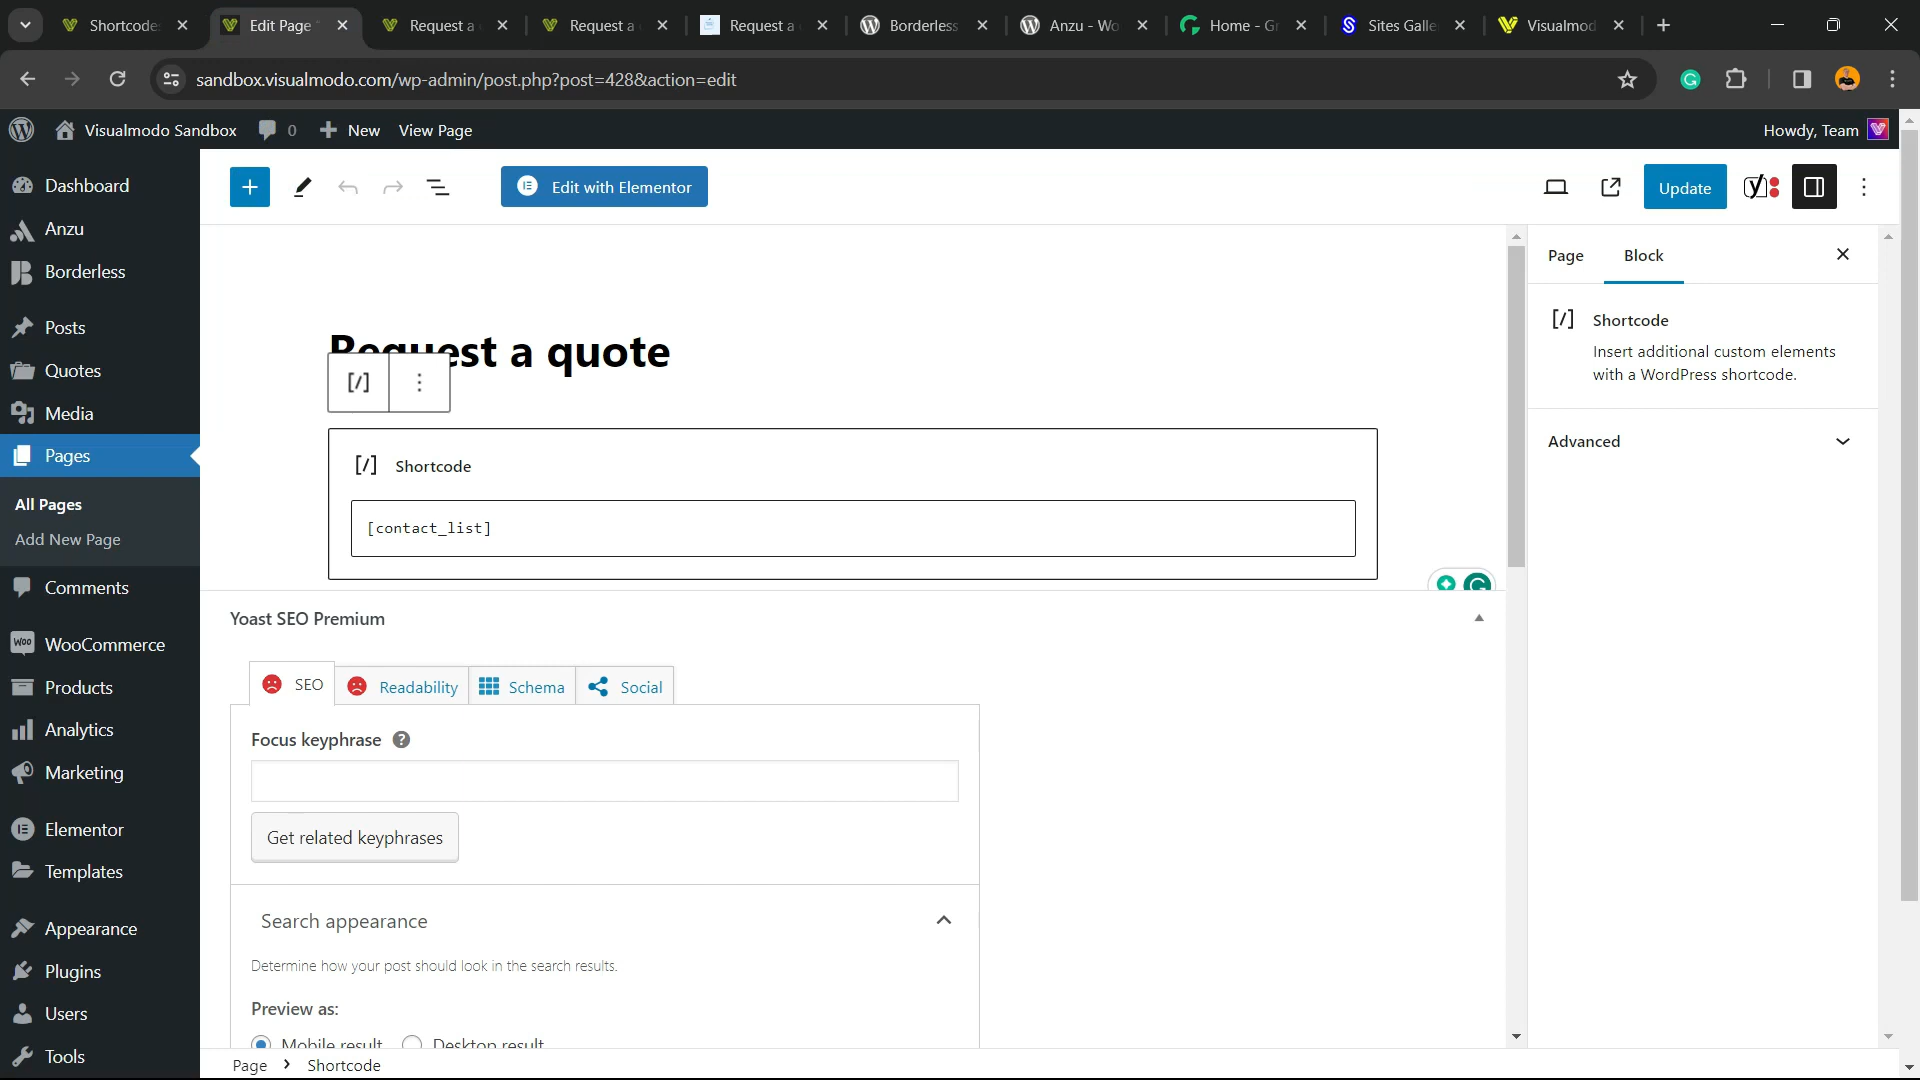 Shortcode
Edit Page
Request a
Request a
Request a
Borderless
Anzu - Wo
Home - Gr
Sites Galle
Visualmod
sandbox.visualmodo.com/wp-admin/post.php?post=428&action=edit
Visualmodo Sandbox
0
New
View Page
Howdy, Team
Dashboard
Anzu
Borderless
Posts
Quotes
Media
Pages
All Pages
Add New Page
Comments
Woo
WooCommerce
Products
Analytics
Marketing
Elementor
Templates
Appearance
Plugins
Users
Tools
Edit with Elementor
Update
Request a quote
[/]
[/] Shortcode
[contact_list]
Yoast SEO Premium
SEO
Readability
Schema
Social
Focus keyphrase
Get related keyphrases
Search appearance
Determine how your post should look in the search results.
Preview as:
Mobile result
Desktop result
Page
Shortcode
Page
Block
[/] Shortcode
Insert additional custom elements
with a WordPress shortcode.
Advanced